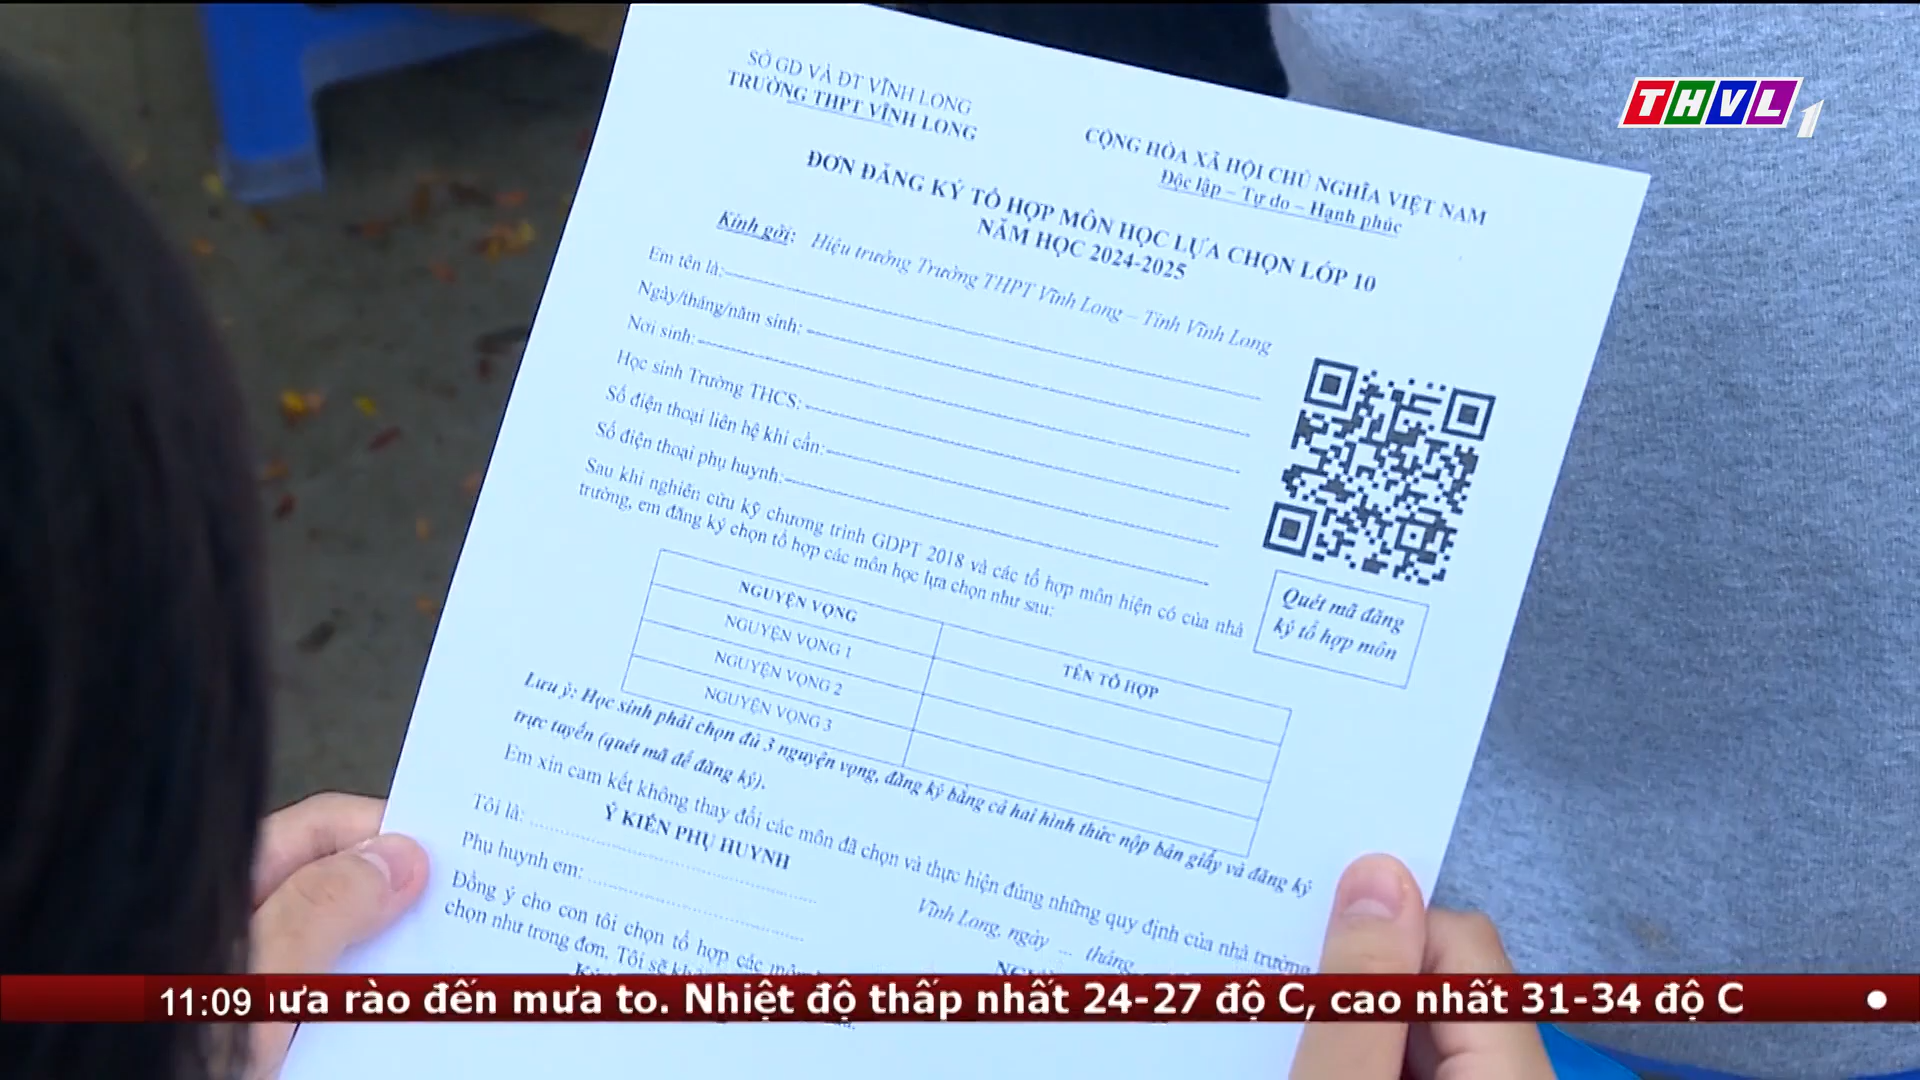 THVL 1
SỞ GD VÀ ĐT VĨNH LONG
TRƯỜNG THPT VĨNH LONG
CỘNG HÒA XÃ HỘI CHỦ NGHĨA VIỆT NAM
Độc lập – Tự do – Hạnh phúc
ĐƠN ĐĂNG KÝ TỔ HỢP MÔN HỌC LỰA CHỌN LỚP 10
NĂM HỌC 2024-2025
Kính gửi: Hiệu trưởng Trường THPT Vĩnh Long – Tỉnh Vĩnh Long
Em tên là:
Ngày/tháng/năm sinh:
Nơi sinh:
Học sinh Trường THCS:
Số điện thoại liên hệ khi cần:
Số điện thoại phụ huynh:
Sau khi nghiên cứu kỹ chương trình GDPT 2018 và các tổ hợp môn hiện có của nhà
trường, em đăng ký chọn tổ hợp các môn học lựa chọn như sau:
Quét mã đăng
ký tổ hợp môn
NGUYỆN VỌNG TÊN TỔ HỢP
NGUYỆN VỌNG 1
NGUYỆN VỌNG 2
NGUYỆN VỌNG 3
Lưu ý: Học sinh phải chọn đủ 3 nguyện vọng, đăng ký bằng cả hai hình thức nộp bản giấy và đăng ký
trực tuyến (quét mã để đăng ký).
Em xin cam kết không thay đổi các môn đã chọn và thực hiện đúng những quy định của nhà trường
Ý KIẾN PHỤ HUYNH
Vĩnh Long, ngày ... tháng
Tôi là:
Phụ huynh em:
Đồng ý cho con tôi chọn tổ hợp các
chọn như trong đơn. Tôi sẽ
11:09 mưa rào đến mưa to. Nhiệt độ thấp nhất 24-27 độ C, cao nhất 31-34 độ C